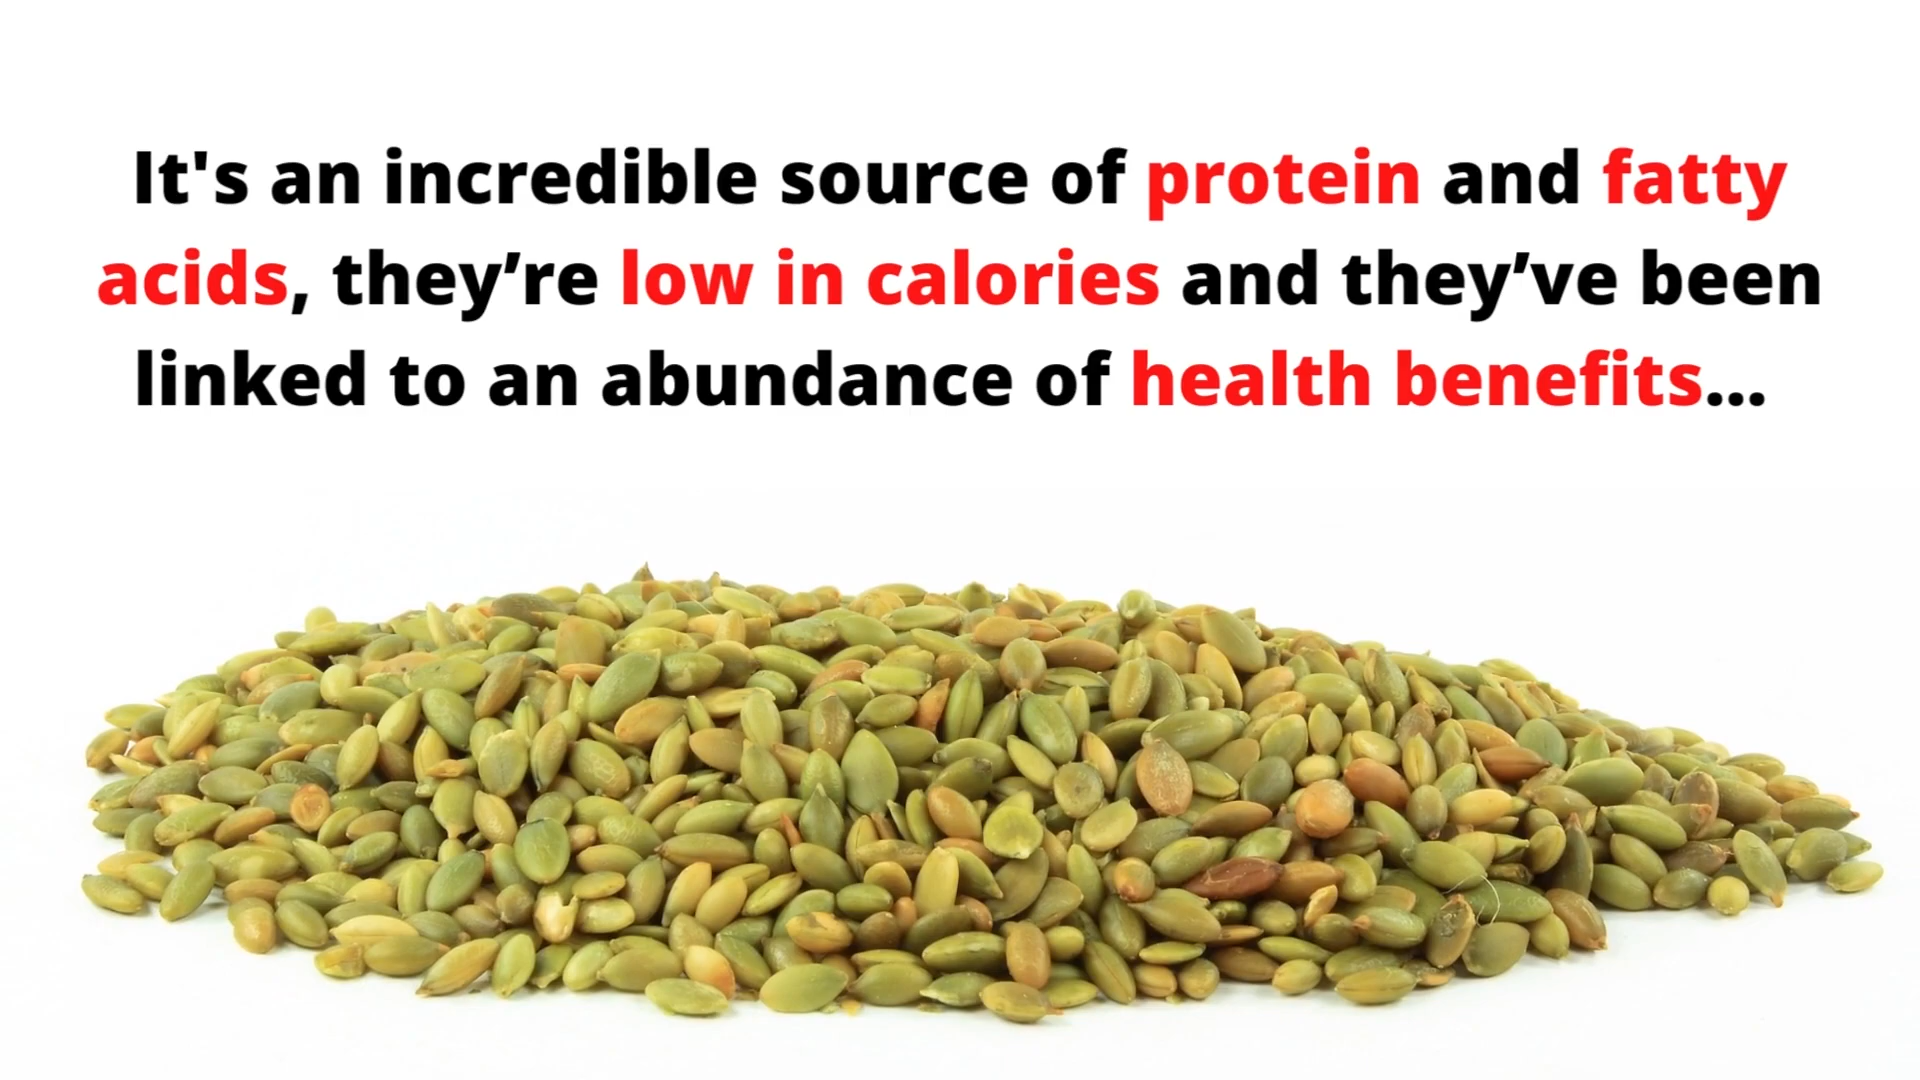 It's an incredible source of protein and fatty
acids, they’re low in calories and they’ve been
linked to an abundance of health benefits...